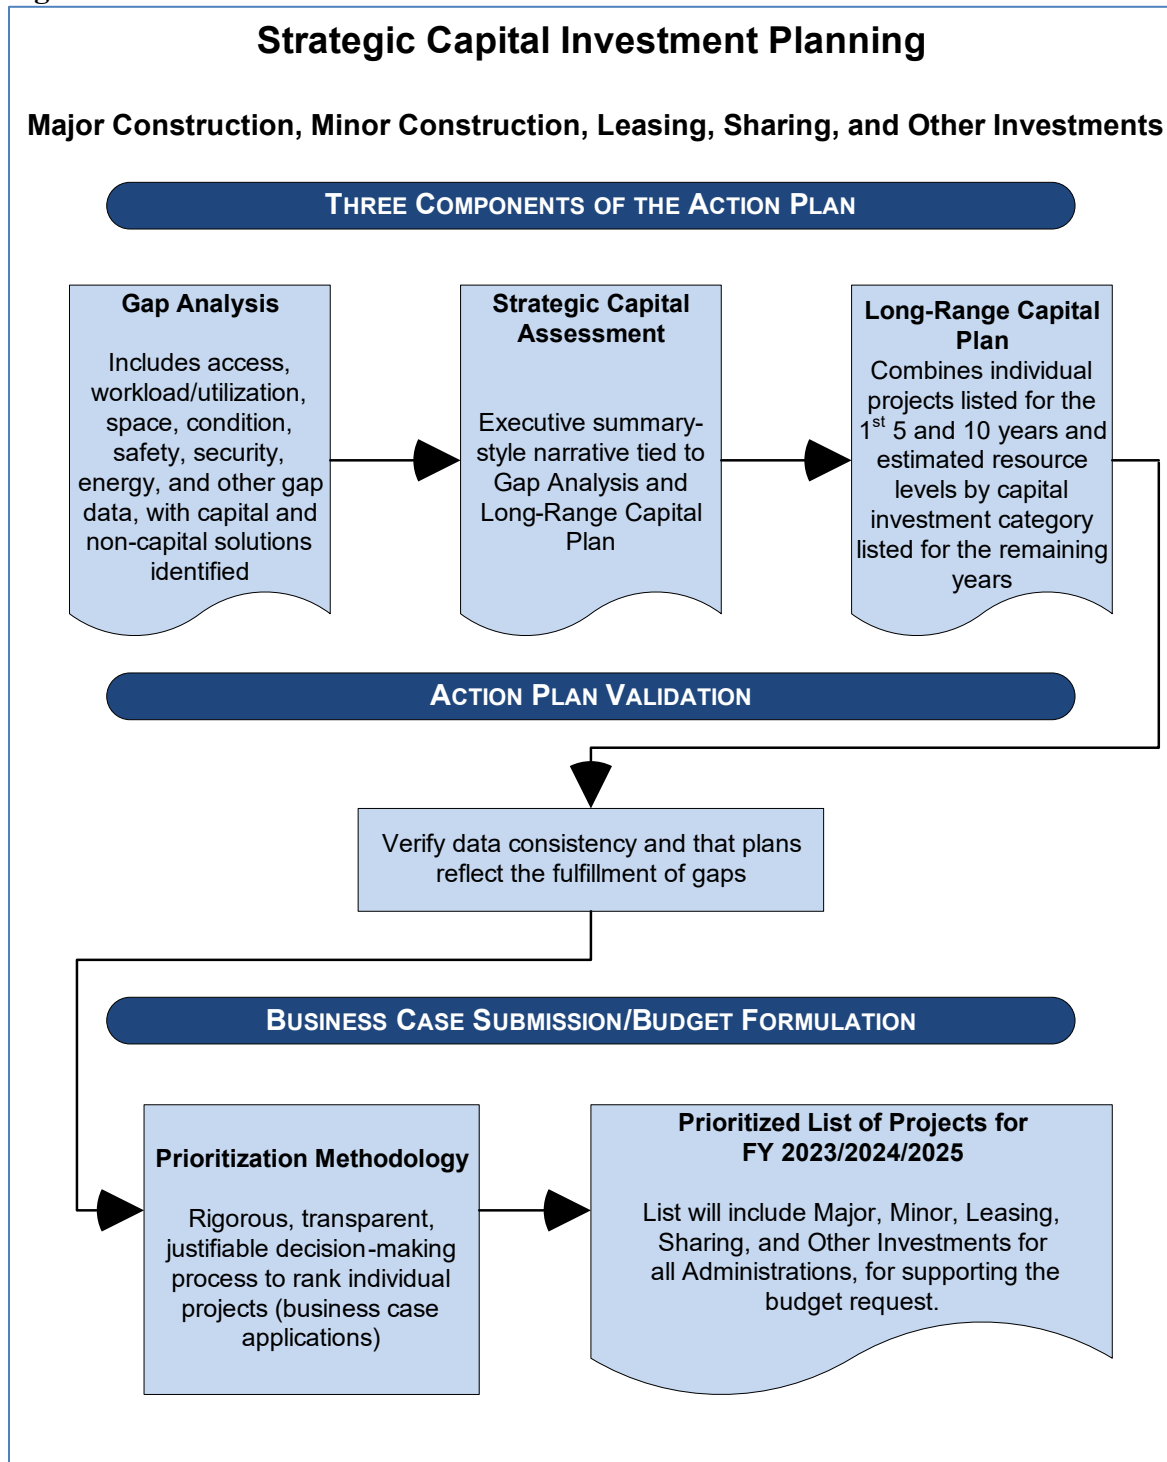 Strategic Capital Investment Planning
Major Construction, Minor Construction, Leasing, Sharing, and Other Investments
THREE COMPONENTS OF THE ACTION PLAN
Gap Analysis
Includes access,
workload/utilization,
space, condition,
safety, security,
energy, and other gap
data, with capital and
non-capital solutions
identified
Strategic Capital
Assessment
Executive summary-
style narrative tied to
Gap Analysis and
Long-Range Capital
Plan
Long-Range Capital
Plan
Combines individual
projects listed for the
1st 5 and 10 years and
estimated resource
levels by capital
investment category
listed for the remaining
years
ACTION PLAN VALIDATION
Verify data consistency and that plans
reflect the fulfillment of gaps
BUSINESS CASE SUBMISSION/BUDGET FORMULATION
Prioritization Methodology
Rigorous, transparent,
justifiable decision-making
process to rank individual
projects (business case
applications)
Prioritized List of Projects for
FY 2023/2024/2025
List will include Major, Minor, Leasing,
Sharing, and Other Investments for
all Administrations, for supporting the
budget request.